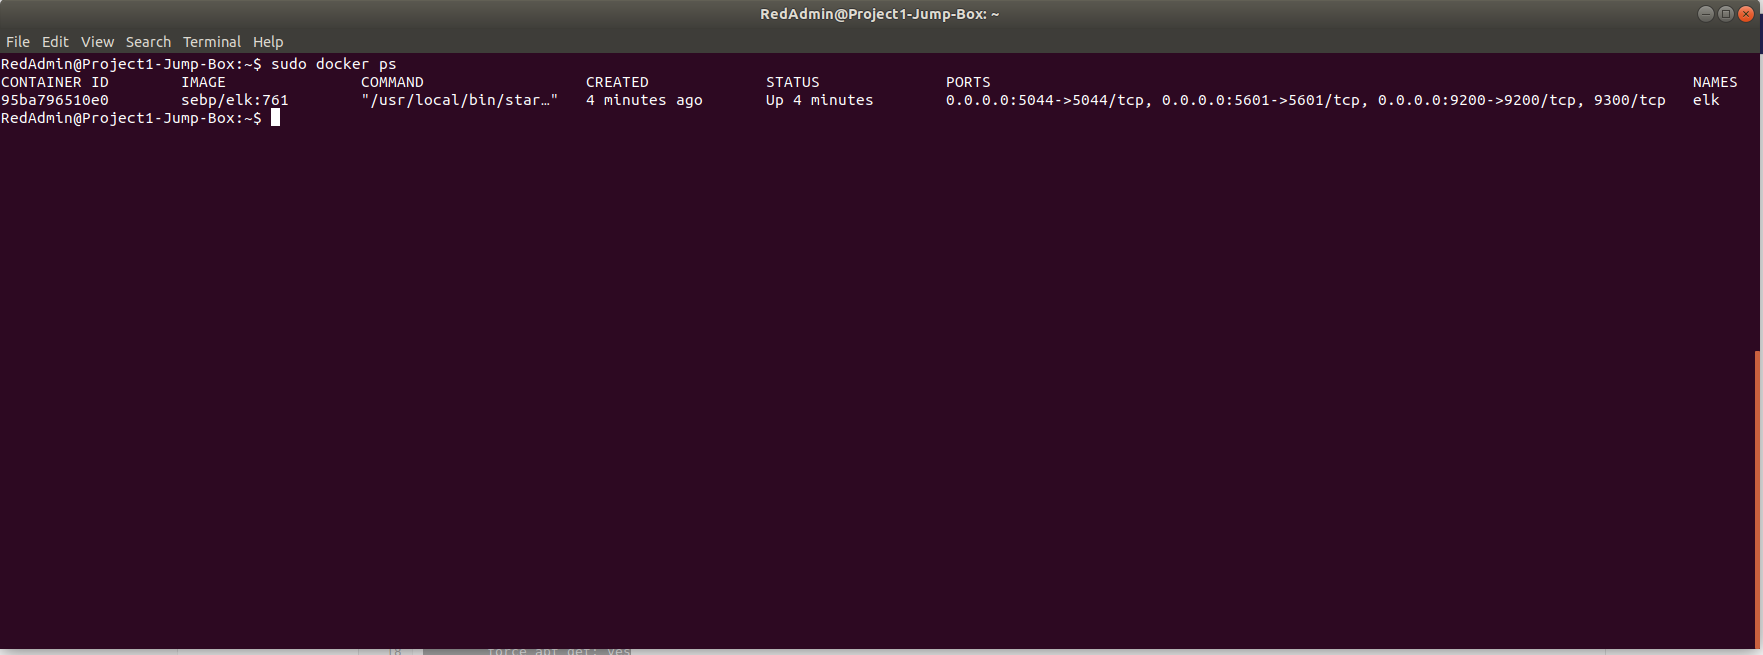 RedAdmin@Project1-Jump-Box: ~
File Edit View Search Terminal Help
RedAdmin@Project1-Jump-Box:~$ sudo docker ps
CONTAINER ID IMAGE COMMAND CREATED STATUS PORTS NAMES
95ba796510e0 sebp/elk:761 "/usr/local/bin/star…" 4 minutes ago Up 4 minutes 0.0.0.0:5044->5044/tcp, 0.0.0.0:5601->5601/tcp, 0.0.0.0:9200->9200/tcp, 9300/tcp elk
RedAdmin@Project1-Jump-Box:~$
18 force_apt_get: yes